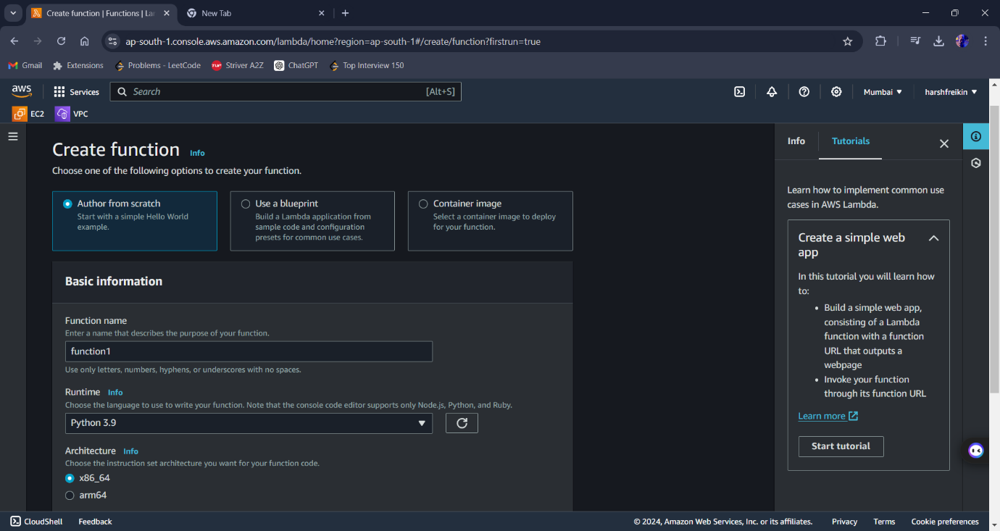 Create function | Functions | Lar
New Tab
ap-south-1.console.aws.amazon.com/lambda/home?region=ap-south-1#/create/function?firstrun=true
Gmail
Extensions
Problems - LeetCode
Striver A2Z
ChatGPT
Top Interview 150
aws
Services
Search
[Alt+S]
Mumbai
harshfreikin
EC2
VPC
Create function Info
Choose one of the following options to create your function.
Author from scratch
Start with a simple Hello World
example.
Use a blueprint
Build a Lambda application from
sample code and configuration
presets for common use cases.
Container image
Select a container image to deploy
for your function.
Basic information
Function name
Enter a name that describes the purpose of your function.
function1
Use only letters, numbers, hyphens, or underscores with no spaces.
Runtime Info
Choose the language to use to write your function. Note that the console code editor supports only Node.js, Python, and Ruby.
Python 3.9
Architecture Info
Choose the instruction set architecture you want for your function code.
x86_64
arm64
Info
Tutorials
Learn how to implement common use
cases in AWS Lambda.
Create a simple web
app
In this tutorial you will learn how
to:
• Build a simple web app,
consisting of a Lambda
function with a function
URL that outputs a
webpage
• Invoke your function
through its function URL
Learn more
Start tutorial
CloudShell
Feedback
© 2024, Amazon Web Services, Inc. or its affiliates.
Privacy
Terms
Cookie preferences